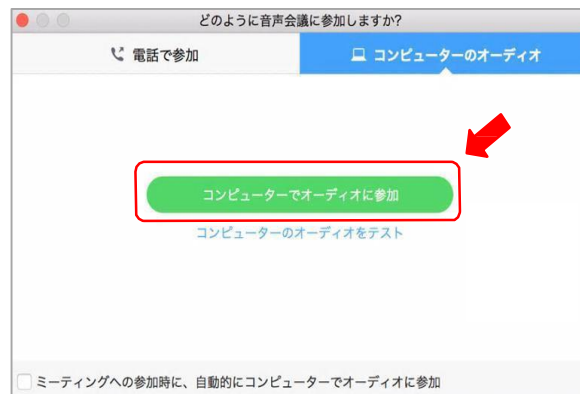 どのように音声会議に参加しますか?
電話で参加
コンピューターのオーディオ
コンピューターでオーディオに参加
コンピューターのオーディオをテスト
ミーティングへの参加時に、自動的にコンピューターでオーディオに参加